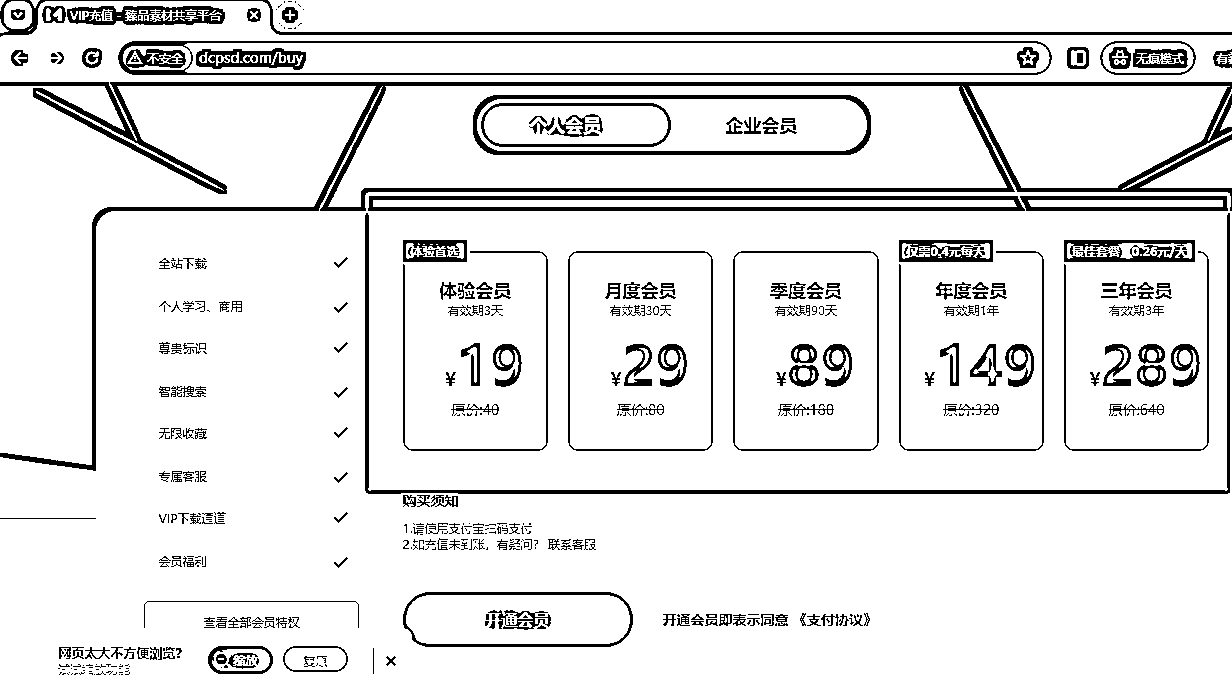 VIP充值 - 臻品素材共享平台
不安全 dcpsd.com/buy 无痕模式
个人会员 企业会员
全站下载
个人学习、商用
尊贵标识
智能搜索
无限收藏
专属客服
VIP下载通道
会员福利
查看全部会员特权
体验首选
体验会员
有效期3天
¥19
原价:40
月度会员
有效期30天
¥29
原价:80
季度会员
有效期90天
¥89
原价:180
仅需0.4元每天
年度会员
有效期1年
¥149
原价:320
最佳套餐 0.26元/天
三年会员
有效期3年
¥289
原价:640
购买须知
1.请使用支付宝扫码支付
2.如充值未到账，有疑问？ 联系客服
开通会员 开通会员即表示同意 《支付协议》
网页太大不方便浏览?
缩放 复原